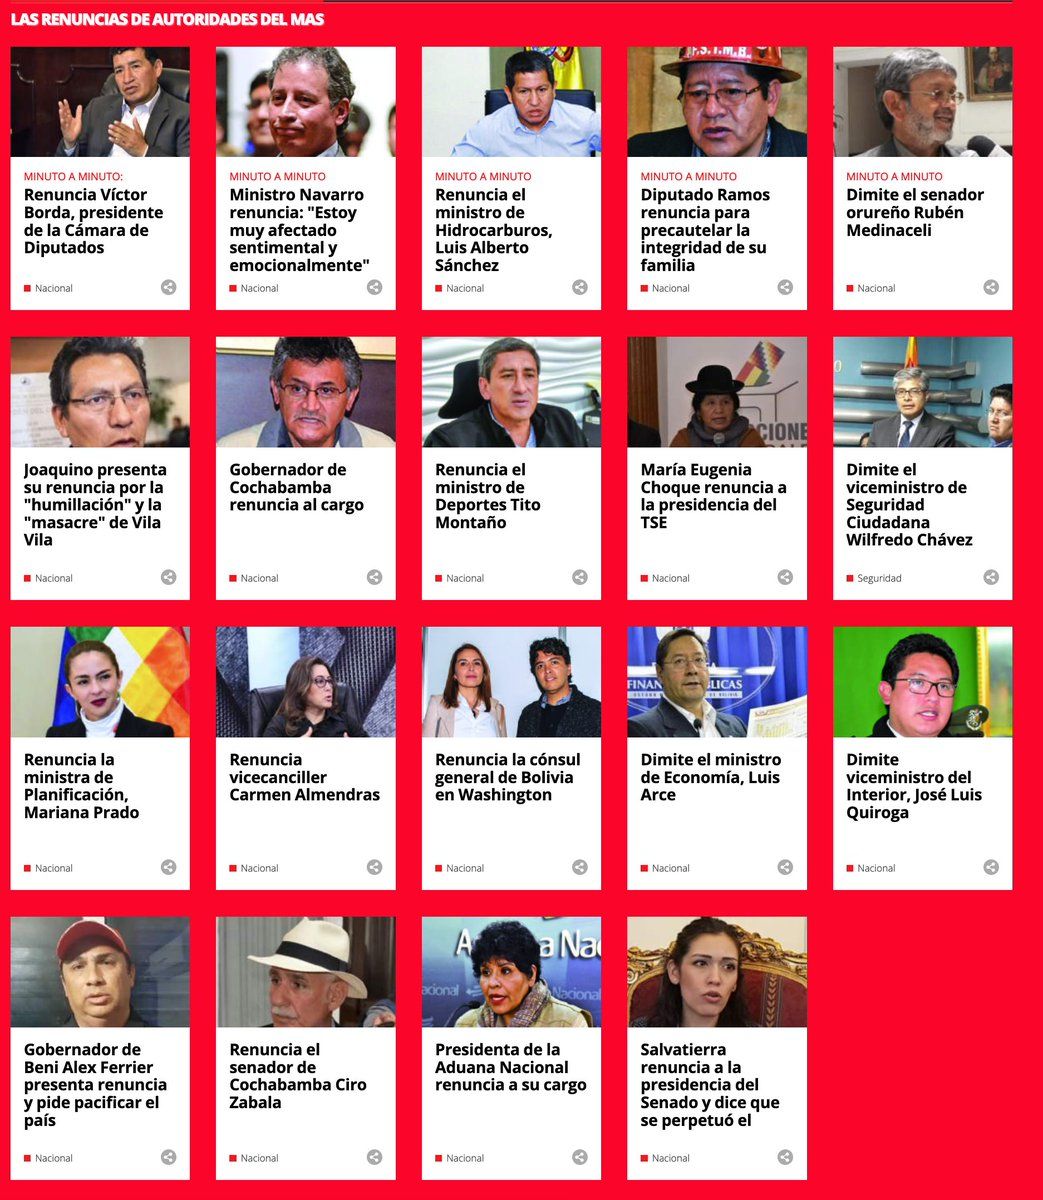 LAS RENUNCIAS DE AUTORIDADES DEL MAS
P.S.T.M.B.
MINUTO A MINUTO:
Renuncia Víctor
Borda, presidente
de la Cámara de
Diputados
Nacional
MINUTO A MINUTO
Ministro Navarro
renuncia: "Estoy
muy afectado
sentimental y
emocionalmente"
Nacional
MINUTO A MINUTO
Renuncia el
ministro de
Hidrocarburos,
Luis Alberto
Sánchez
Nacional
MINUTO A MINUTO
Diputado Ramos
renuncia para
precautelar la
integridad de su
familia
Nacional
MINUTO A MINUTO
Dimite el senador
orureño Rubén
Medinaceli
Nacional
Joaquino presenta
su renuncia por la
"humillación" y la
"masacre" de Vila
Vila
Nacional
Gobernador de
Cochabamba
renuncia al cargo
Nacional
Renuncia el
ministro de
Deportes Tito
Montaño
Nacional
CIONE
María Eugenia
Choque renuncia a
la presidencia del
TSE
Nacional
Dimite el
viceministro de
Seguridad
Ciudadana
Wilfredo Chávez
Seguridad
Renuncia la
ministra de
Planificación,
Mariana Prado
Nacional
Renuncia
vicecanciller
Carmen Almendras
Nacional
Renuncia la cónsul
general de Bolivia
en Washington
Nacional
FINAN
BLICAS
Dimite el ministro
de Economía, Luis
Arce
Nacional
Dimite
viceministro del
Interior, José Luis
Quiroga
Nacional
Gobernador de
Beni Alex Ferrier
presenta renuncia
y pide pacificar el
país
Nacional
Renuncia el
senador de
Cochabamba Ciro
Zabala
Nacional
A a Nac
cional Nacional
Presidenta de la
Aduana Nacional
renuncia a su cargo
Nacional
Salvatierra
renuncia a la
presidencia del
Senado y dice que
se perpetuó el
Nacional